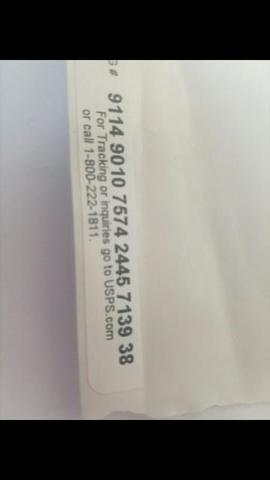 G #
9114 9010 7574 2445 7139 38
For Tracking or inquiries go to USPS.com
or call 1-800-222-1811.